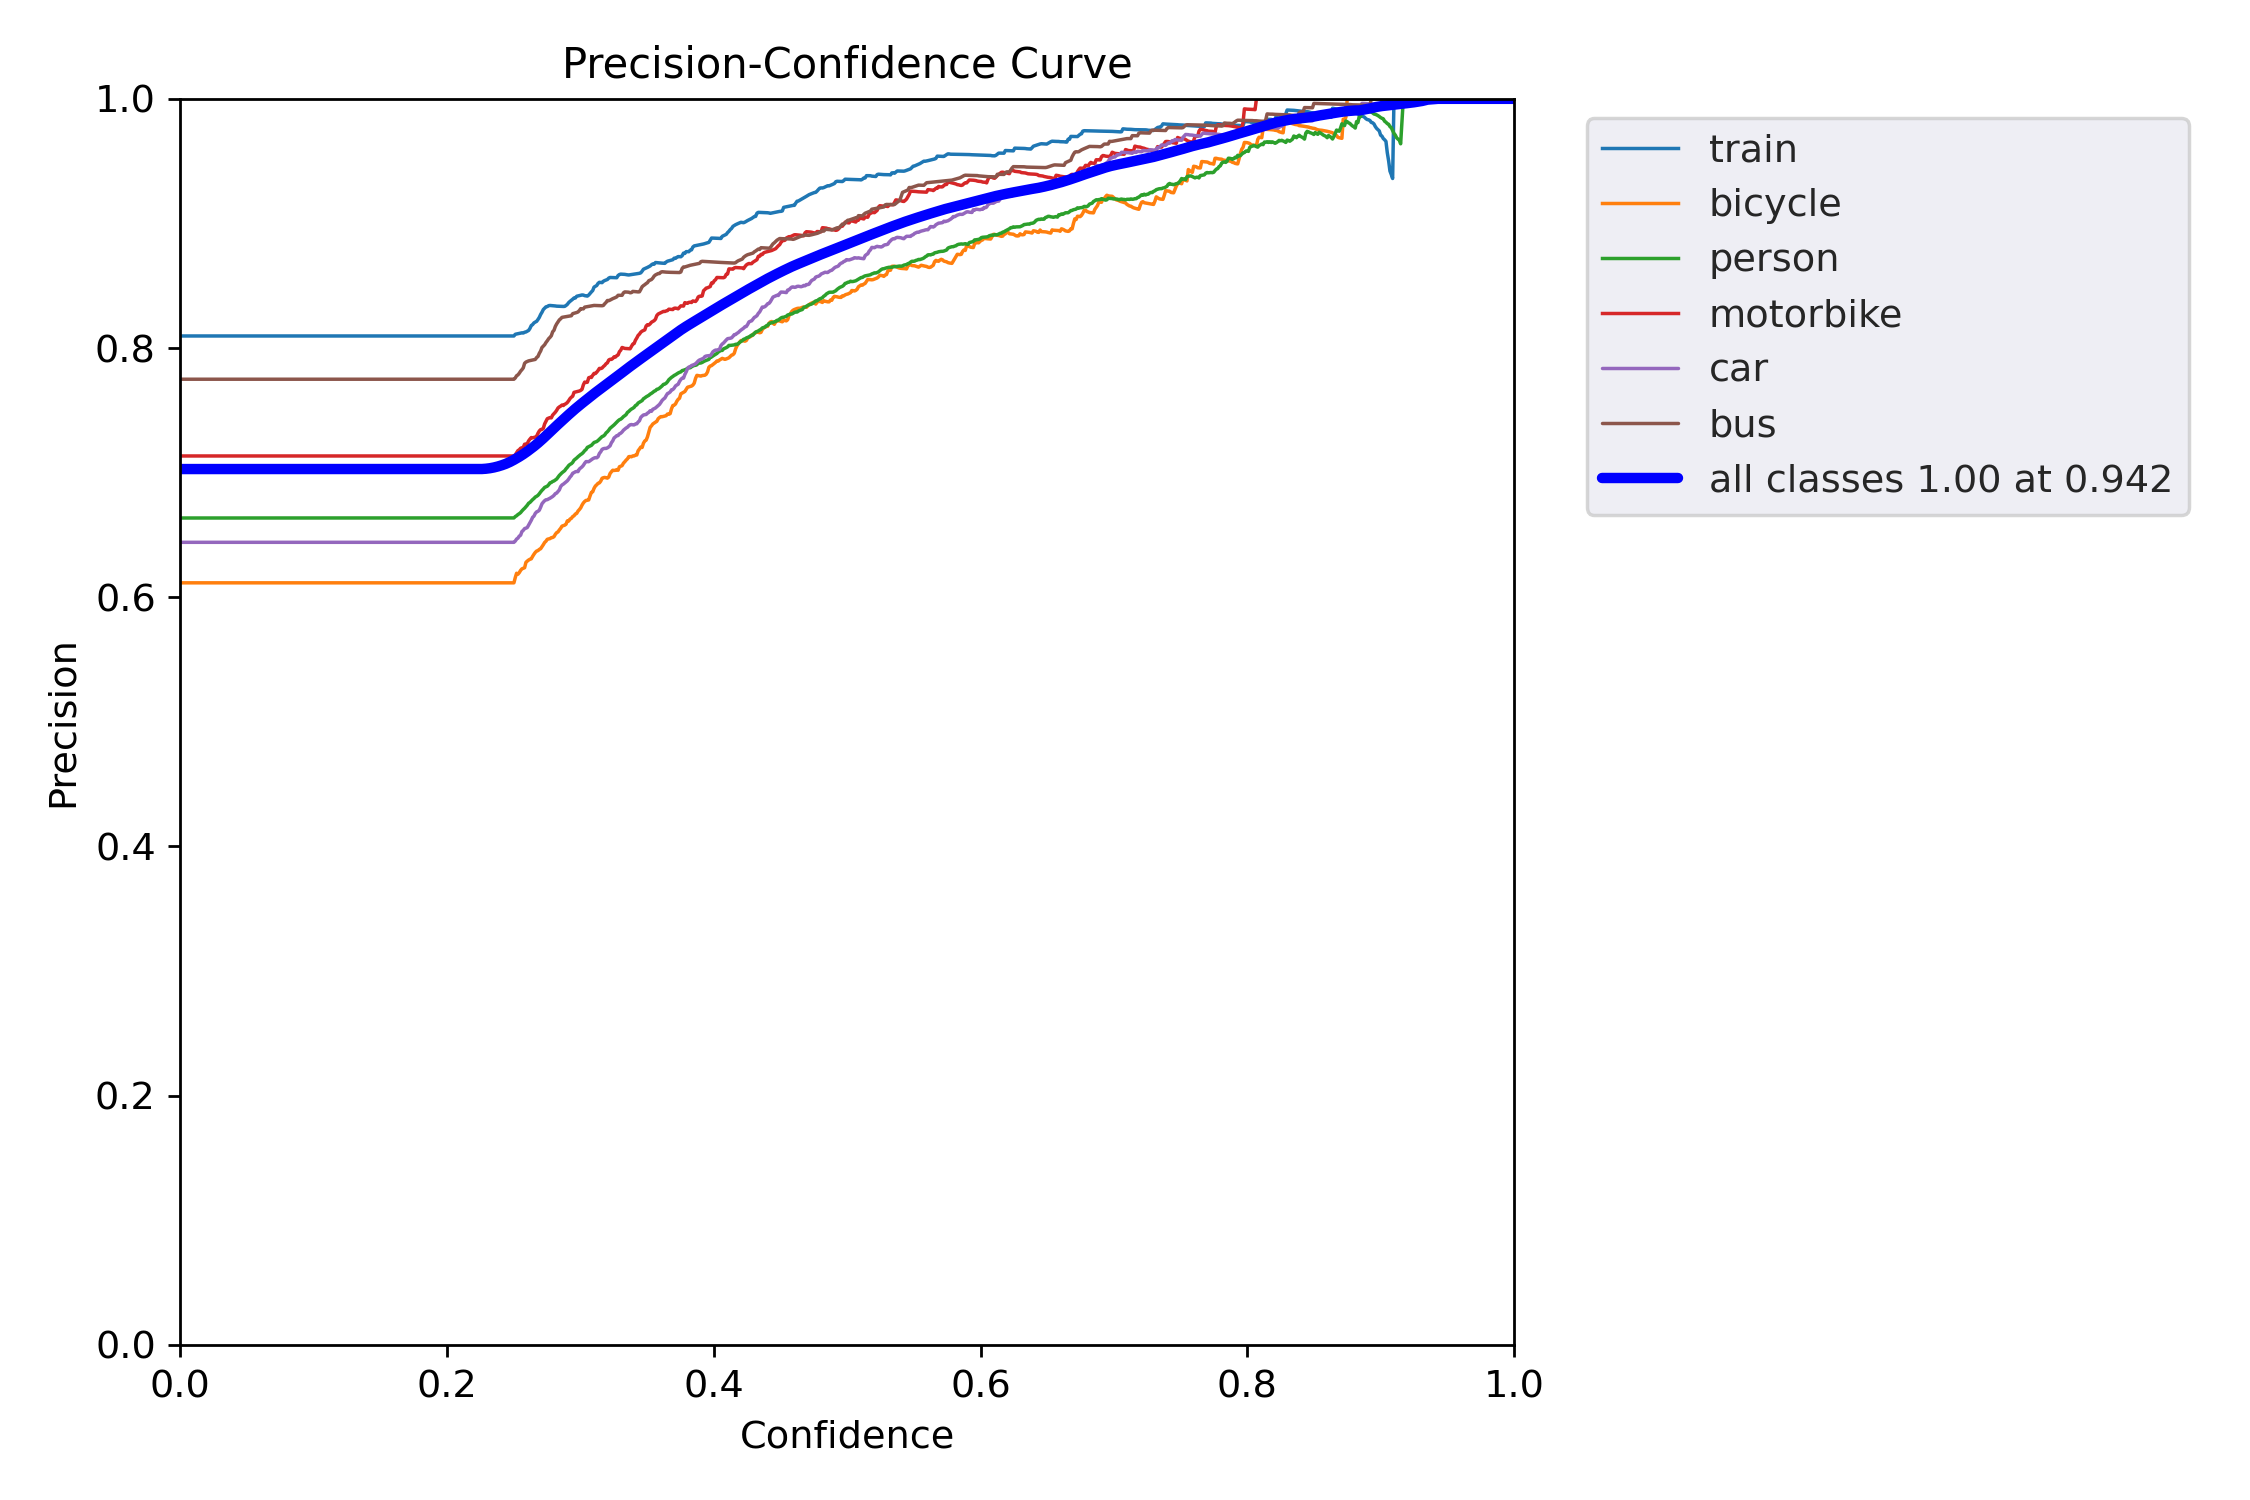 Precision-Confidence Curve
1.0
0.8
0.6
0.4
0.2
0.0
Precision
0.0 0.2 0.4 0.6 0.8 1.0
Confidence
train
bicycle
person
motorbike
car
bus
all classes 1.00 at 0.942